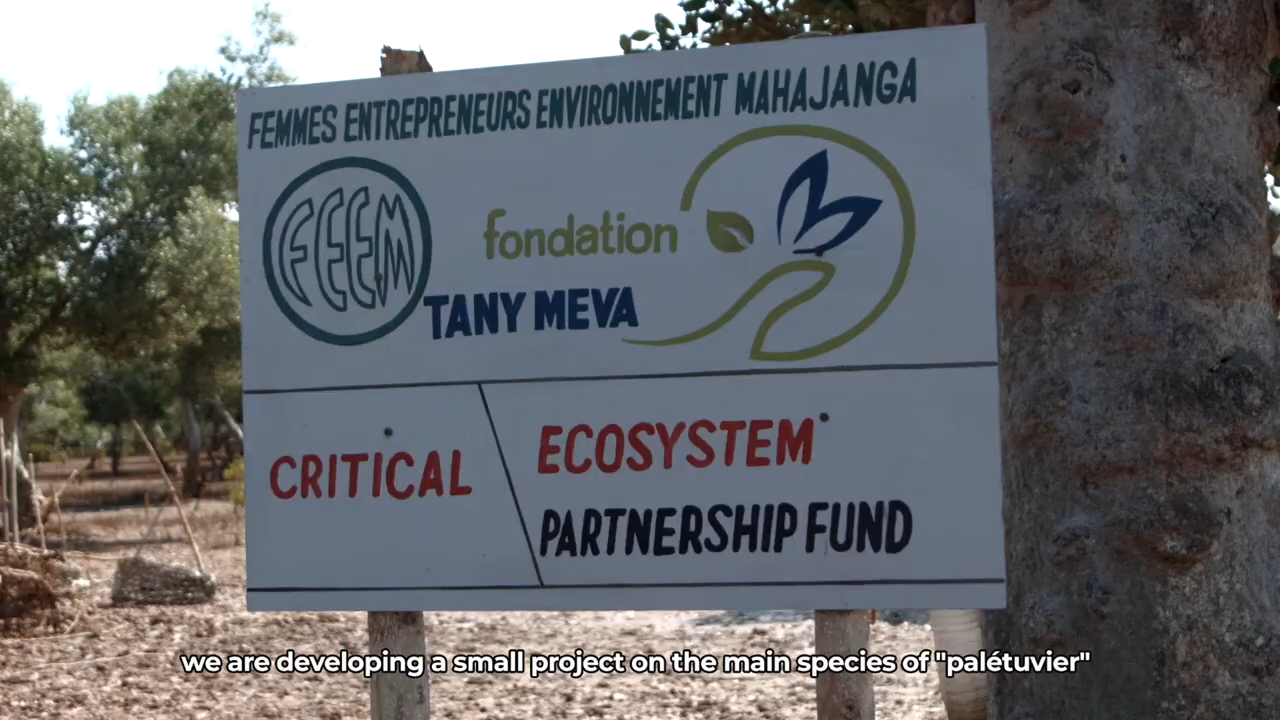 FEMMES ENTREPRENEURS ENVIRONNEMENT MAHAJANGA
FEEM
fondation
TANY MEVA
CRITICAL
ECOSYSTEM
PARTNERSHIP FUND
we are developing a small project on the main species of "palétuvier"